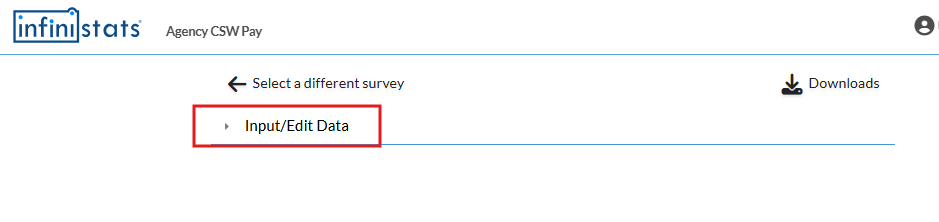 infinistats
Agency CSW Pay
Select a different survey
Downloads
Input/Edit Data